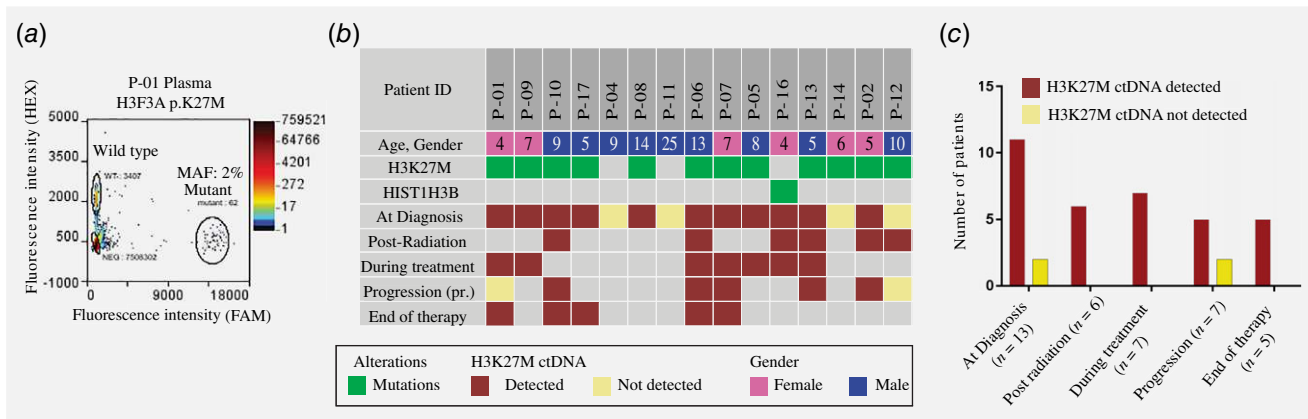 (a)
P-01 Plasma
H3F3A p.K27M
Fluorescence intensity (HEX)
5000
3500
2000
500
-1000
Wild type
WT- : 3407
MAF: 2%
Mutant
mutant : 62
NEG : 7508302
0 9000 18000
Fluorescence intensity (FAM)
-759521
64766
-4201
-272
-17
-1
(b)
Patient ID P-01 P-09 P-10 P-17 P-04 P-08 P-11 P-06 P-07 P-05 P-16 P-13 P-14 P-02 P-12
Age, Gender 4 7 9 5 9 14 25 13 7 8 4 5 6 5 10
H3K27M
HIST1H3B
At Diagnosis
Post-Radiation
During treatment
Progression (pr.)
End of therapy
Alterations H3K27M ctDNA Gender
Mutations Detected Not detected Female Male
(c)
H3K27M ctDNA detected
H3K27M ctDNA not detected
Number of patients
15
10
5
0
At Diagnosis
(n = 13)
Post radiation (n = 6)
During treatment
(n = 7)
Progression (n = 7)
End of therapy
(n = 5)